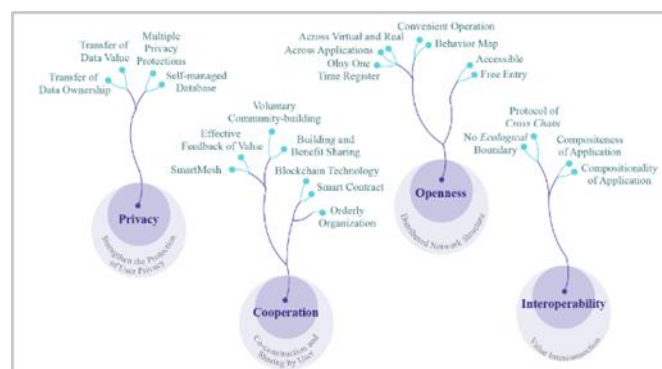 Transfer of
Data Value
Multiple
Privacy
Protections
Transfer of
Data Ownership
Self-managed
Database
Privacy
Strengthen the Protection
of User Privacy
Voluntary
Community-building
Effective
Feedback of Value
Building and
Benefit Sharing
SmartMesh
Blockchain Technology
Smart Contract
Orderly
Organization
Cooperation
Co-construction and
Sharing by User
Convenient Operation
Across Virtual and Real
Behavior Map
Across Applications
Olny One
Time Register
Accessible
Free Entry
Openness
Distributed Network Structure
Protocol of
Cross Chain
No Ecological
Boundary
Compositeness
of Application
Compositionality
of Application
Interoperability
Value Interconnection